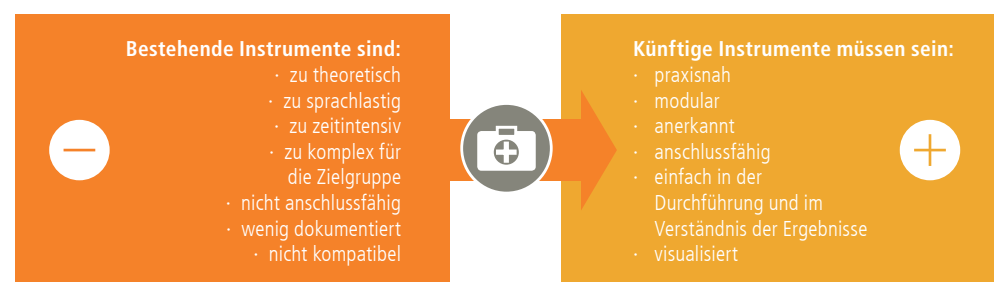 Bestehende Instrumente sind:
· zu theoretisch
· zu sprachlastig
· zu zeitintensiv
· zu komplex für
die Zielgruppe
· nicht anschlussfähig
· wenig dokumentiert
· nicht kompatibel
Künftige Instrumente müssen sein:
· praxisnah
· modular
· anerkannt
· anschlussfähig
· einfach in der
Durchführung und im
Verständnis der Ergebnisse
· visualisiert